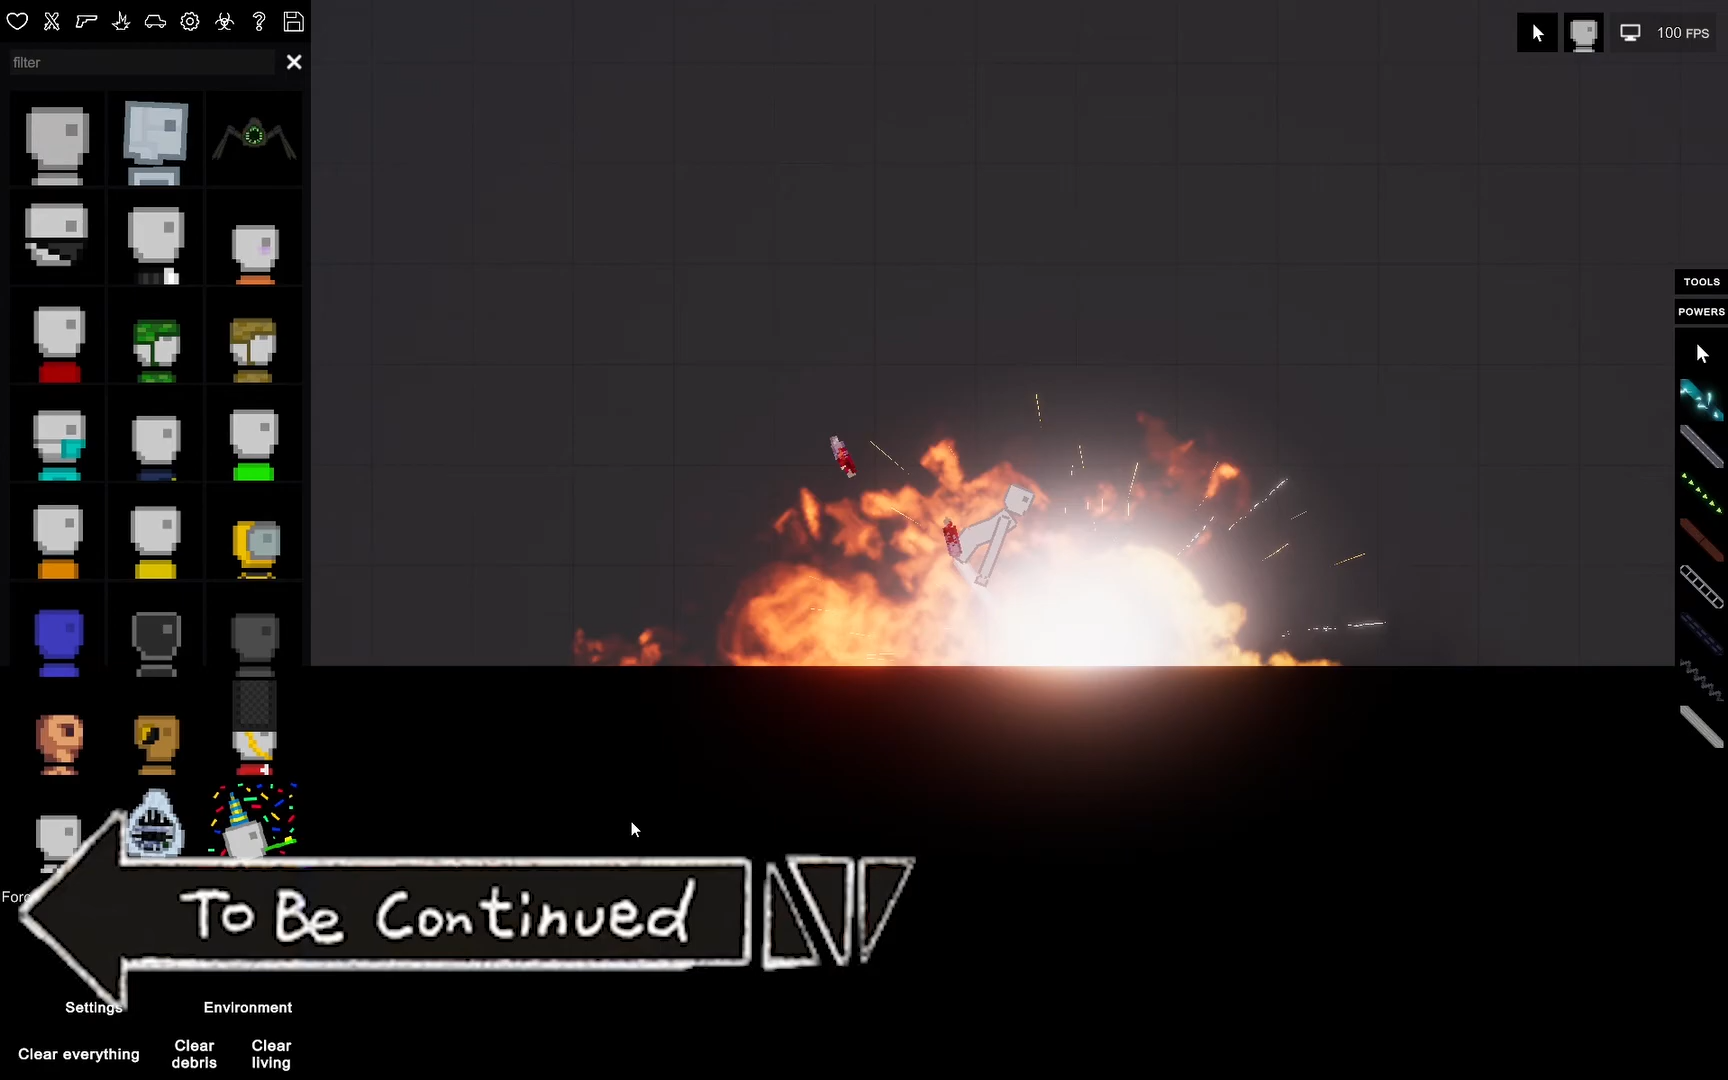 filter
100 FPS
TOOLS
POWERS
To Be Continued
Settings
Environment
Clear everything
Clear
debris
Clear
living